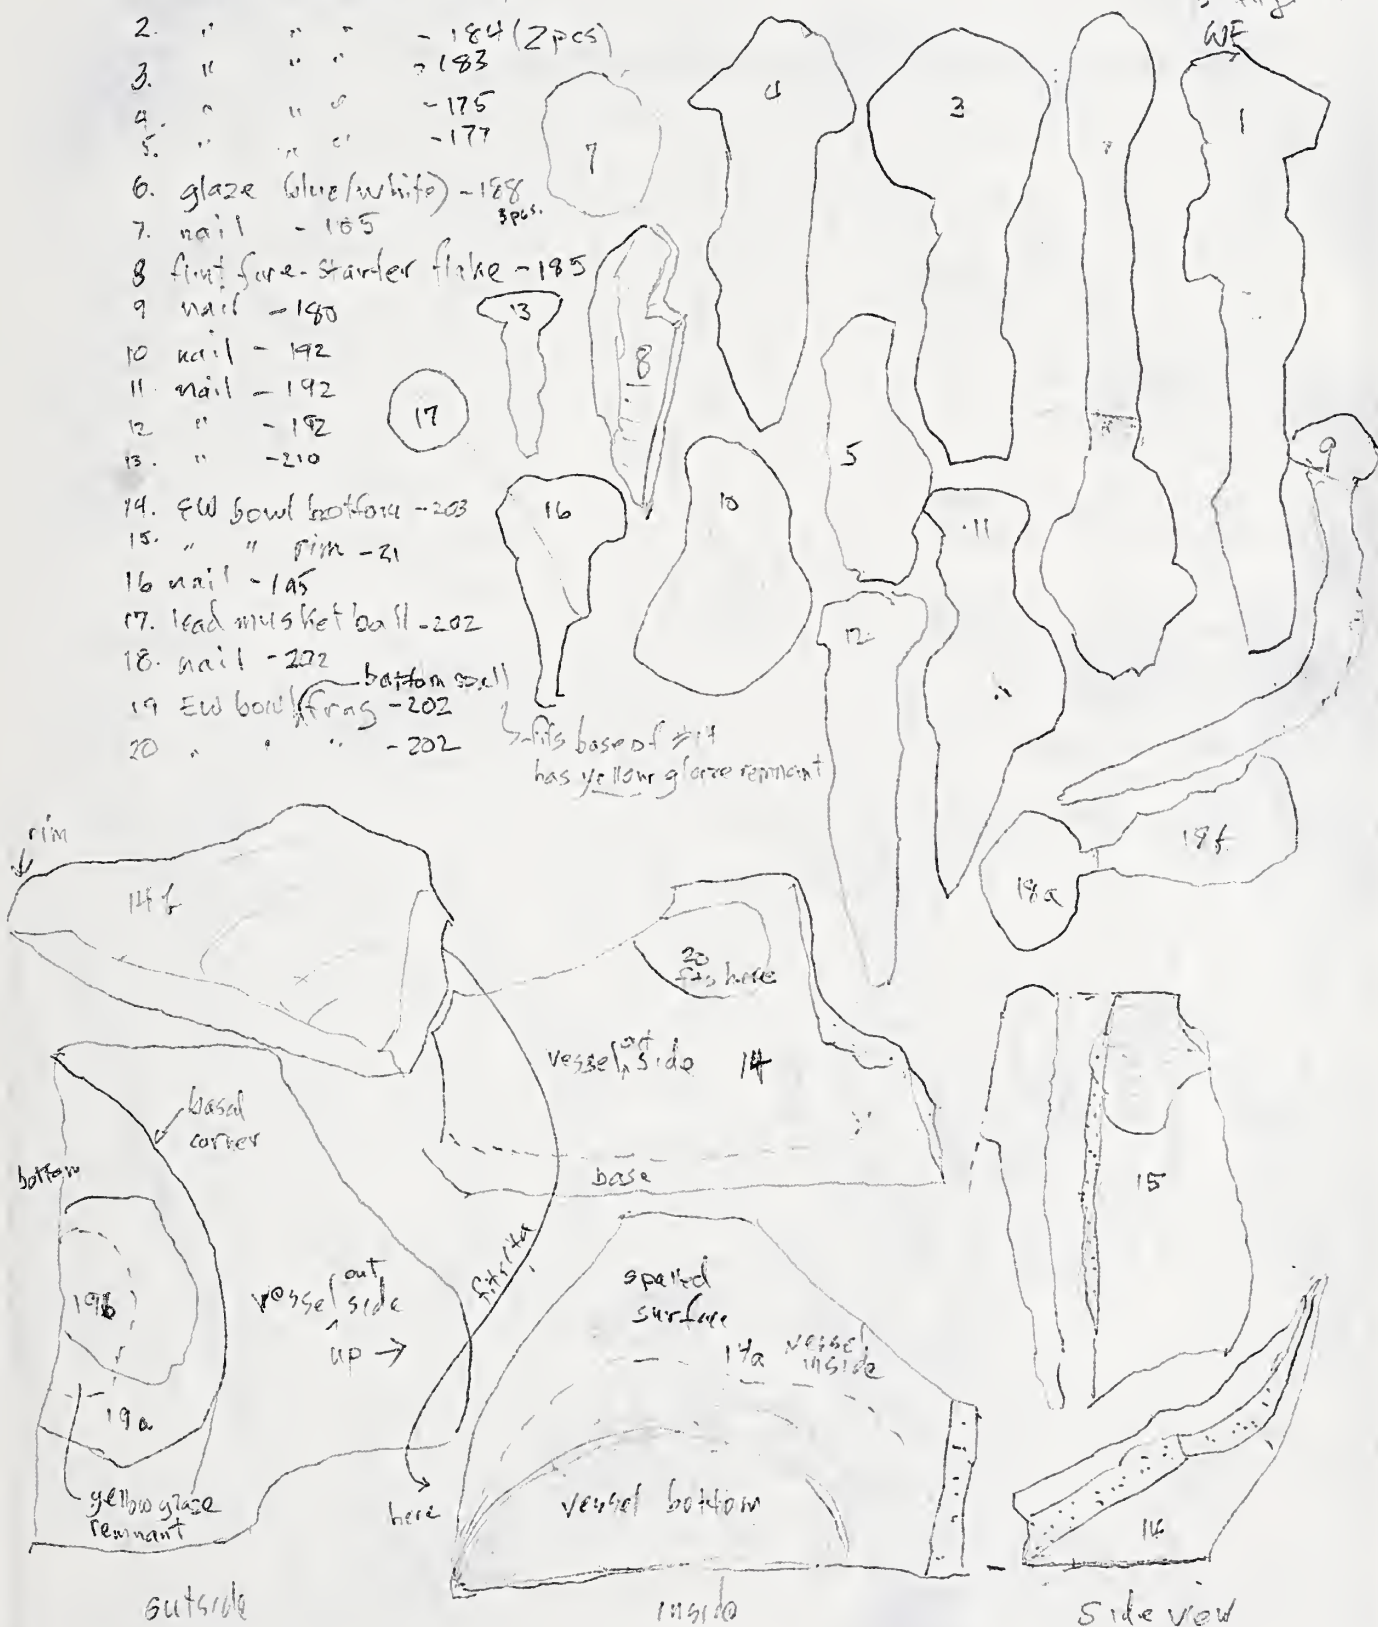 WF
2. " " " - 184 (2 pcs)
3. " " " - 183
4. " " " - 175
5. " " " - 177
6. glaze (blue/white) - 188
3 pcs.
7. nail - 185
8 flint fire-starter flake - 185
9 nail - 180
10 nail - 192
11 nail - 192
12 " - 192
13. " - 210
14. EW bowl bottom - 203
15. " " rim - 21
16 nail - 195
17. lead musket ball - 202
18. nail - 202
bottom spall
19 EW bowl frag - 202
20 " " " - 202
fits base of #14
has yellow glaze remnant
4
3
1
7
13
8
17
5
9
16
10
11
12
18b
18a
rim
14b
20
fits here
vessel outside 14
base
basal
corner
bottom
15
19b
vessel outside
up →
fits
spalled
surface
14a vessel
inside
19a
yellow glaze
remnant
here
vessel bottom
14
outside
inside
side view